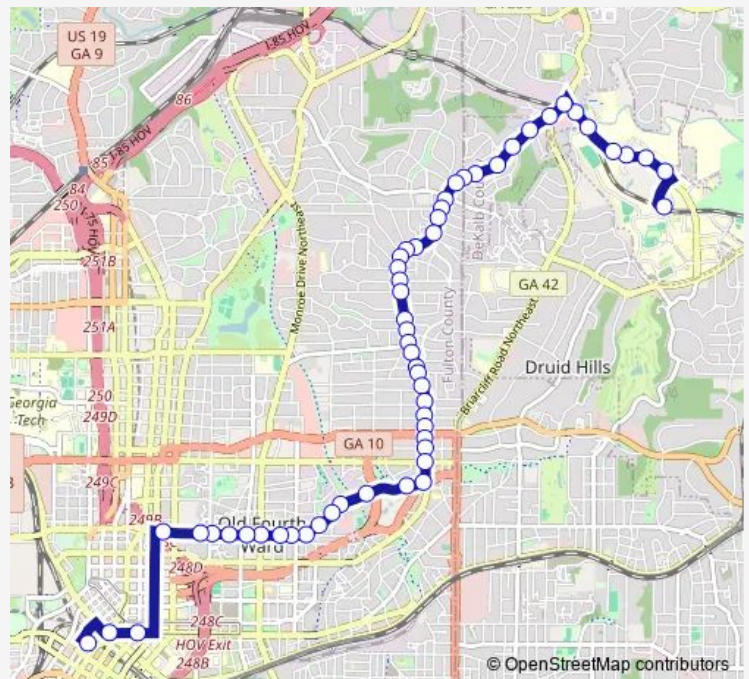 US 19
GA 9
I-85 HOV
86
I-85 HOV
85
84
250
I-75 HOV
251B
Monroe Drive Northeast
DeKalb Cou
GA 42
Fulton County
251A
Briarcliff Road Northeast
Druid Hills
Georgia
Tech
250
249D
GA 10
249C
249B
Old Fourth
Ward
248D
248C
HOV Exit
248B
© OpenStreetMap contributors